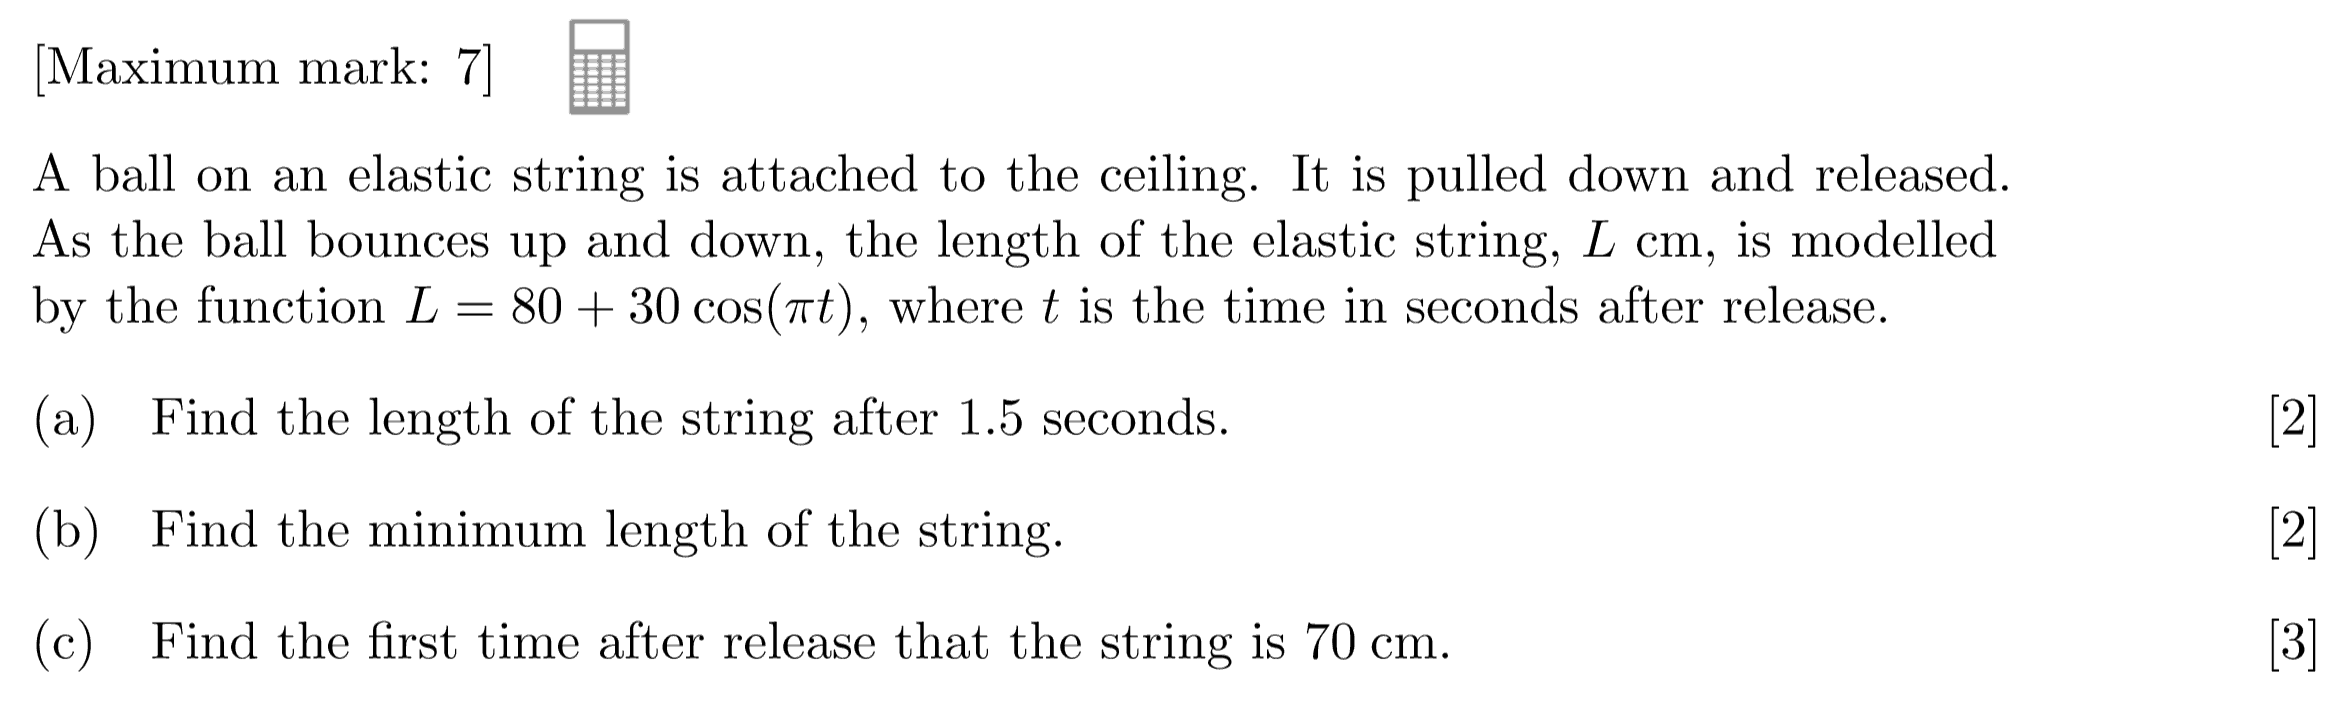 [Maximum mark: 7]
A ball on an elastic string is attached to the ceiling. It is pulled down and released.
As the ball bounces up and down, the length of the elastic string, L cm, is modelled
by the function L = 80 + 30 cos(πt), where t is the time in seconds after release.
(a) Find the length of the string after 1.5 seconds. [2]
(b) Find the minimum length of the string. [2]
(c) Find the first time after release that the string is 70 cm. [3]